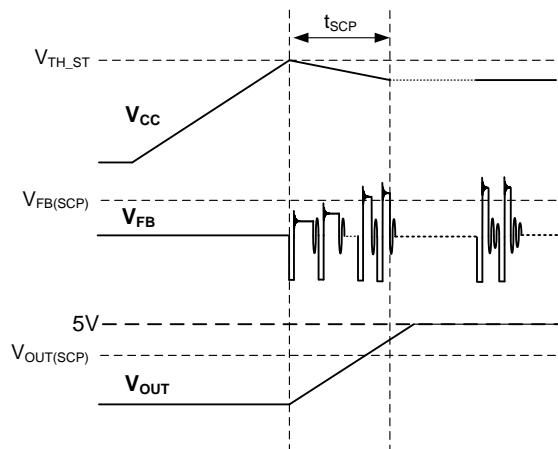 tSCP
VTH_ST
VCC
VFB(SCP)
VFB
5V
VOUT(SCP)
VOUT